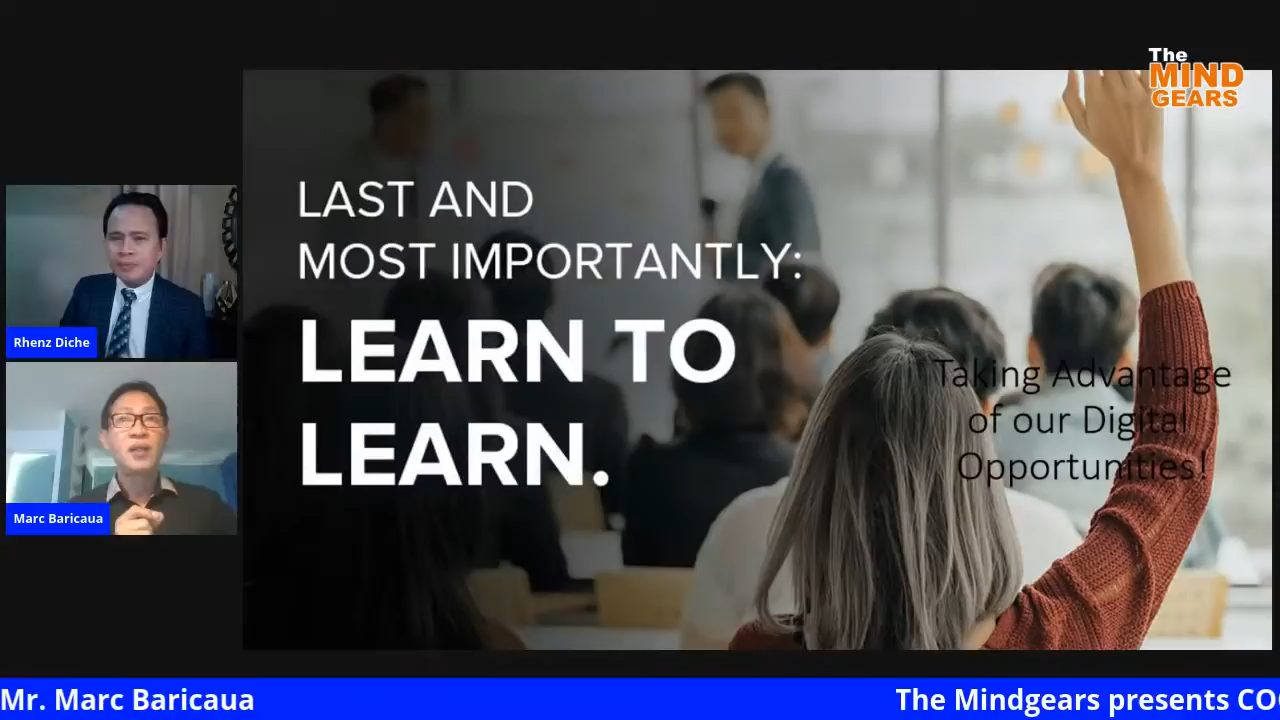 The
MIND
GEARS
LAST AND
MOST IMPORTANTLY:
LEARN TO
LEARN.
Taking Advantage
of our Digital
Opportunities!
Rhenz Diche
Marc Baricaua
Mr. Marc Baricaua
The Mindgears presents